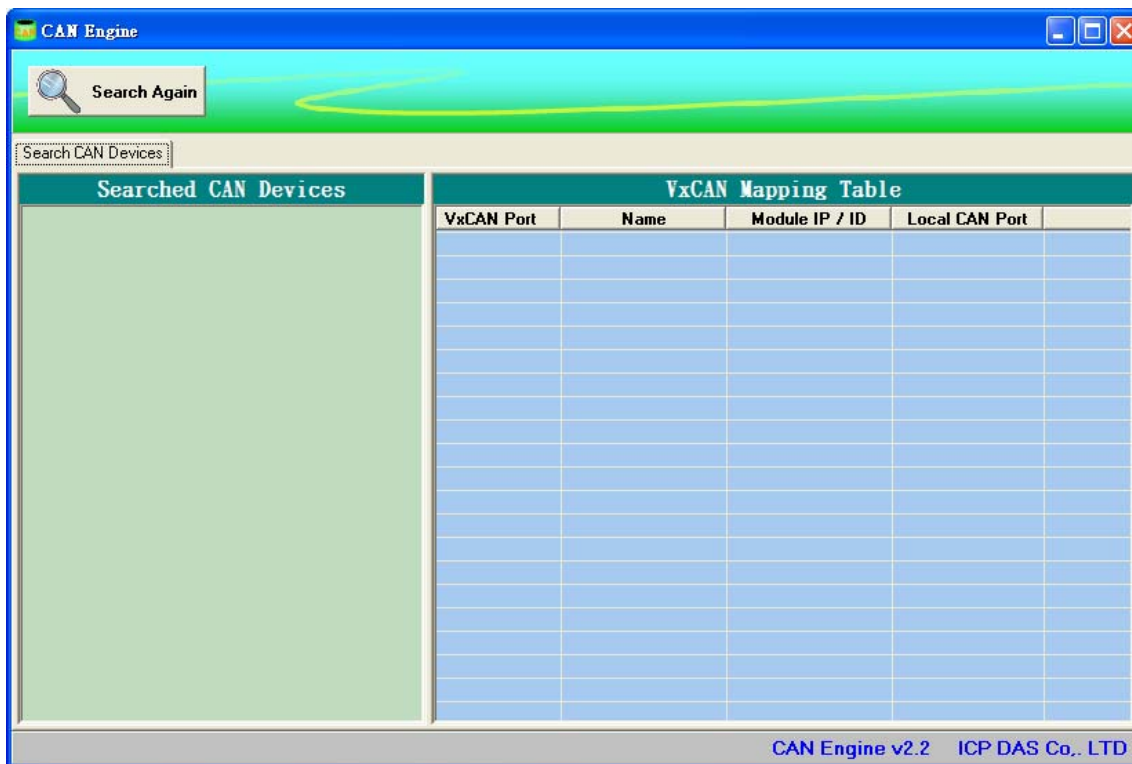 CAN Engine
Search Again
Search CAN Devices
Searched CAN Devices
VxCAN Mapping Table
VxCAN Port Name Module IP / ID Local CAN Port
CAN Engine v2.2 ICP DAS Co,. LTD